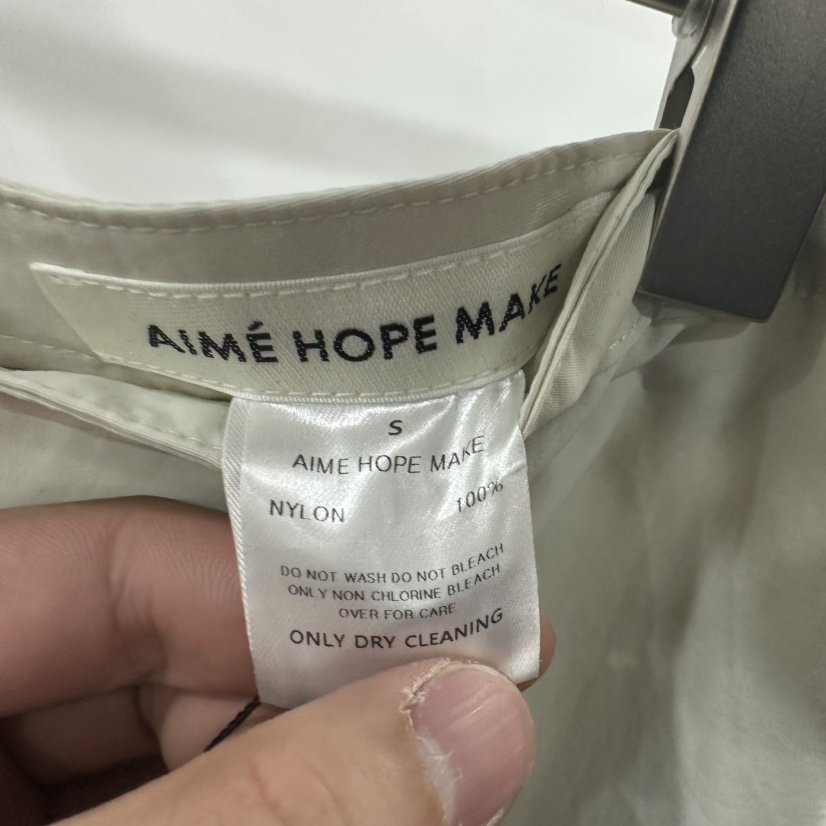 AIMÉ HOPE MAKE
S
AIME HOPE MAKE
NYLON 100%
DO NOT WASH DO NOT BLEACH
ONLY NON CHLORINE BLEACH
OVER FOR CARE
ONLY DRY CLEANING